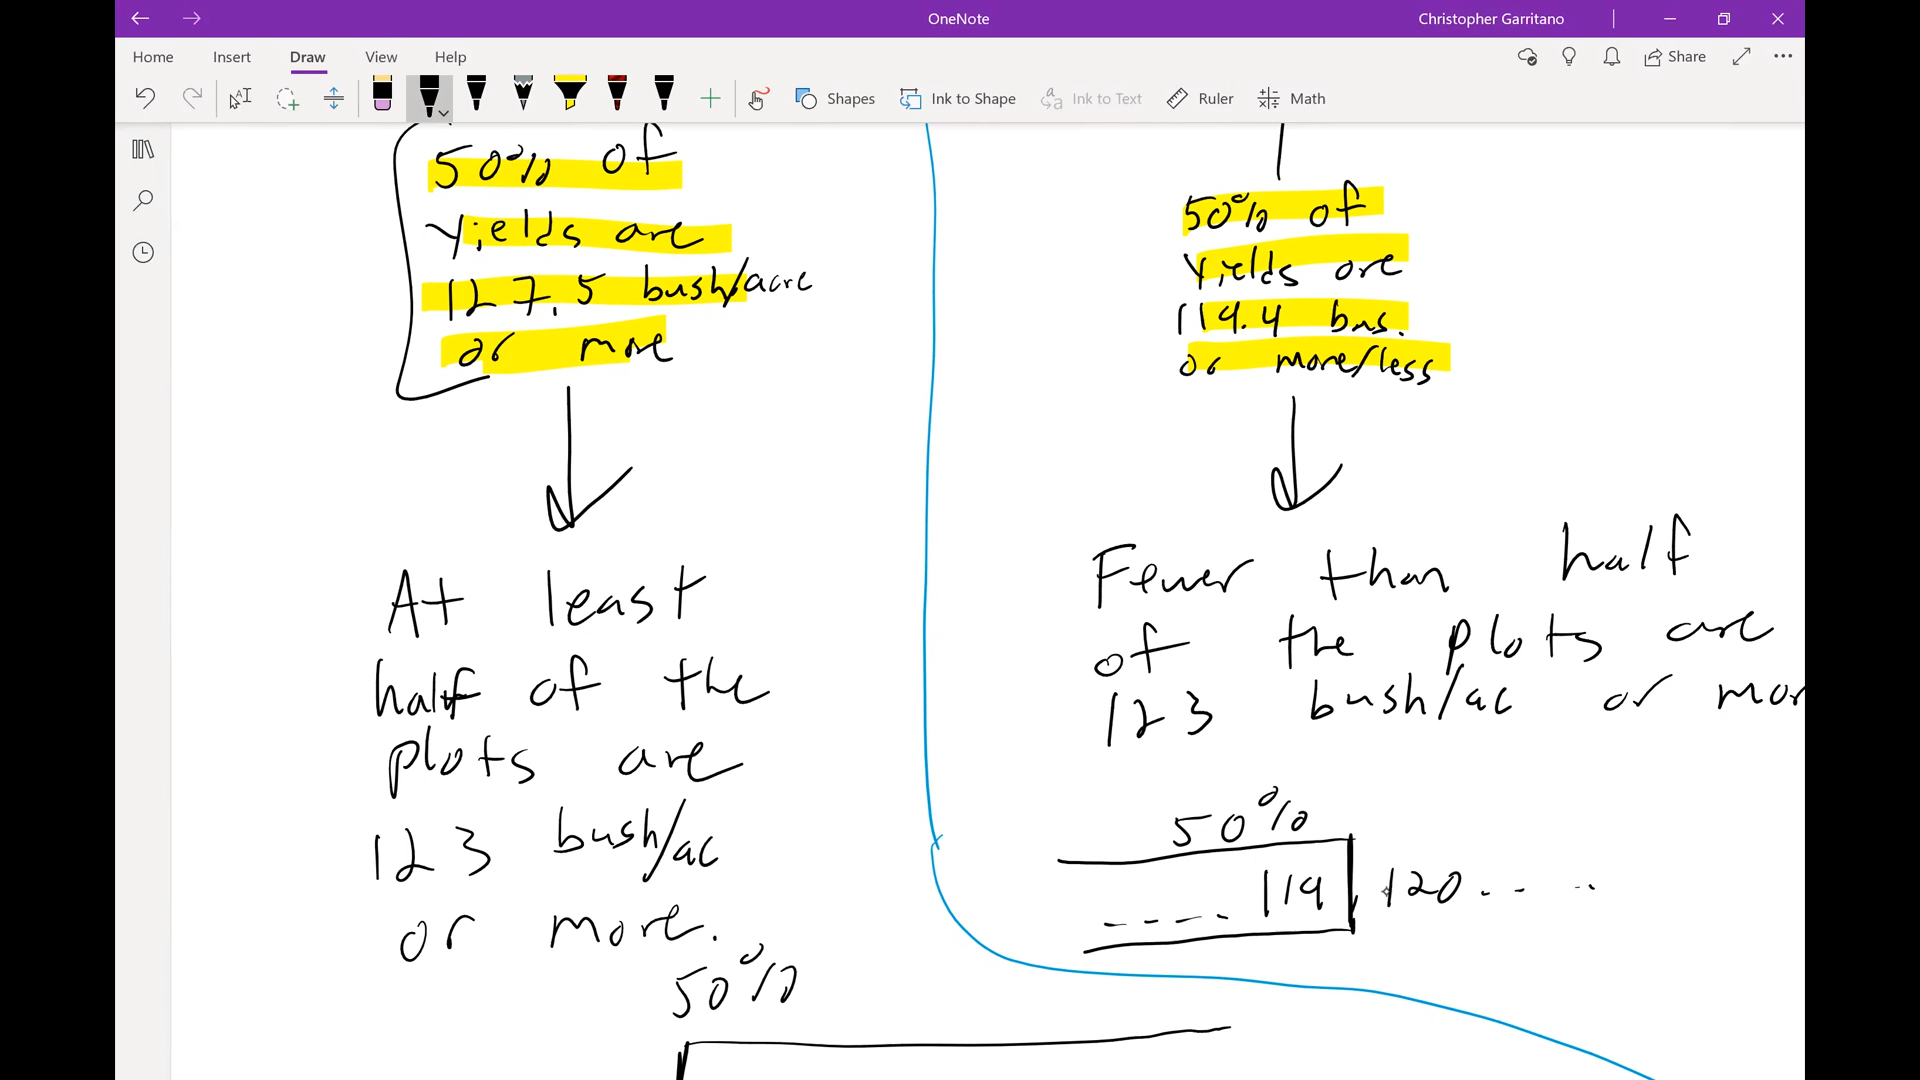 OneNote
Christopher Garritano
Home Insert Draw View Help
Share
Shapes Ink to Shape Ink to Text Ruler Math
50% of
Yields are
127.5 bush/acre
or more
At least
half of the
plots are
123 bush/ac
or more.
50%
50% of
Yields are
119.4 bus.
or more/less
Fewer than half
of the plots are
123 bush/ac or mor
50%
---- 119 120-- --